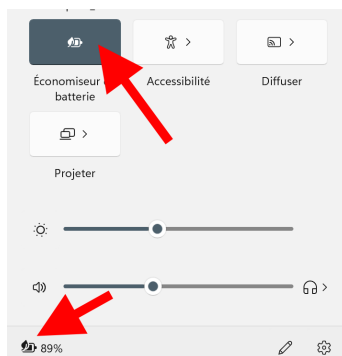 Économiseur
batterie
Accessibilité
Diffuser
Projeter
89%